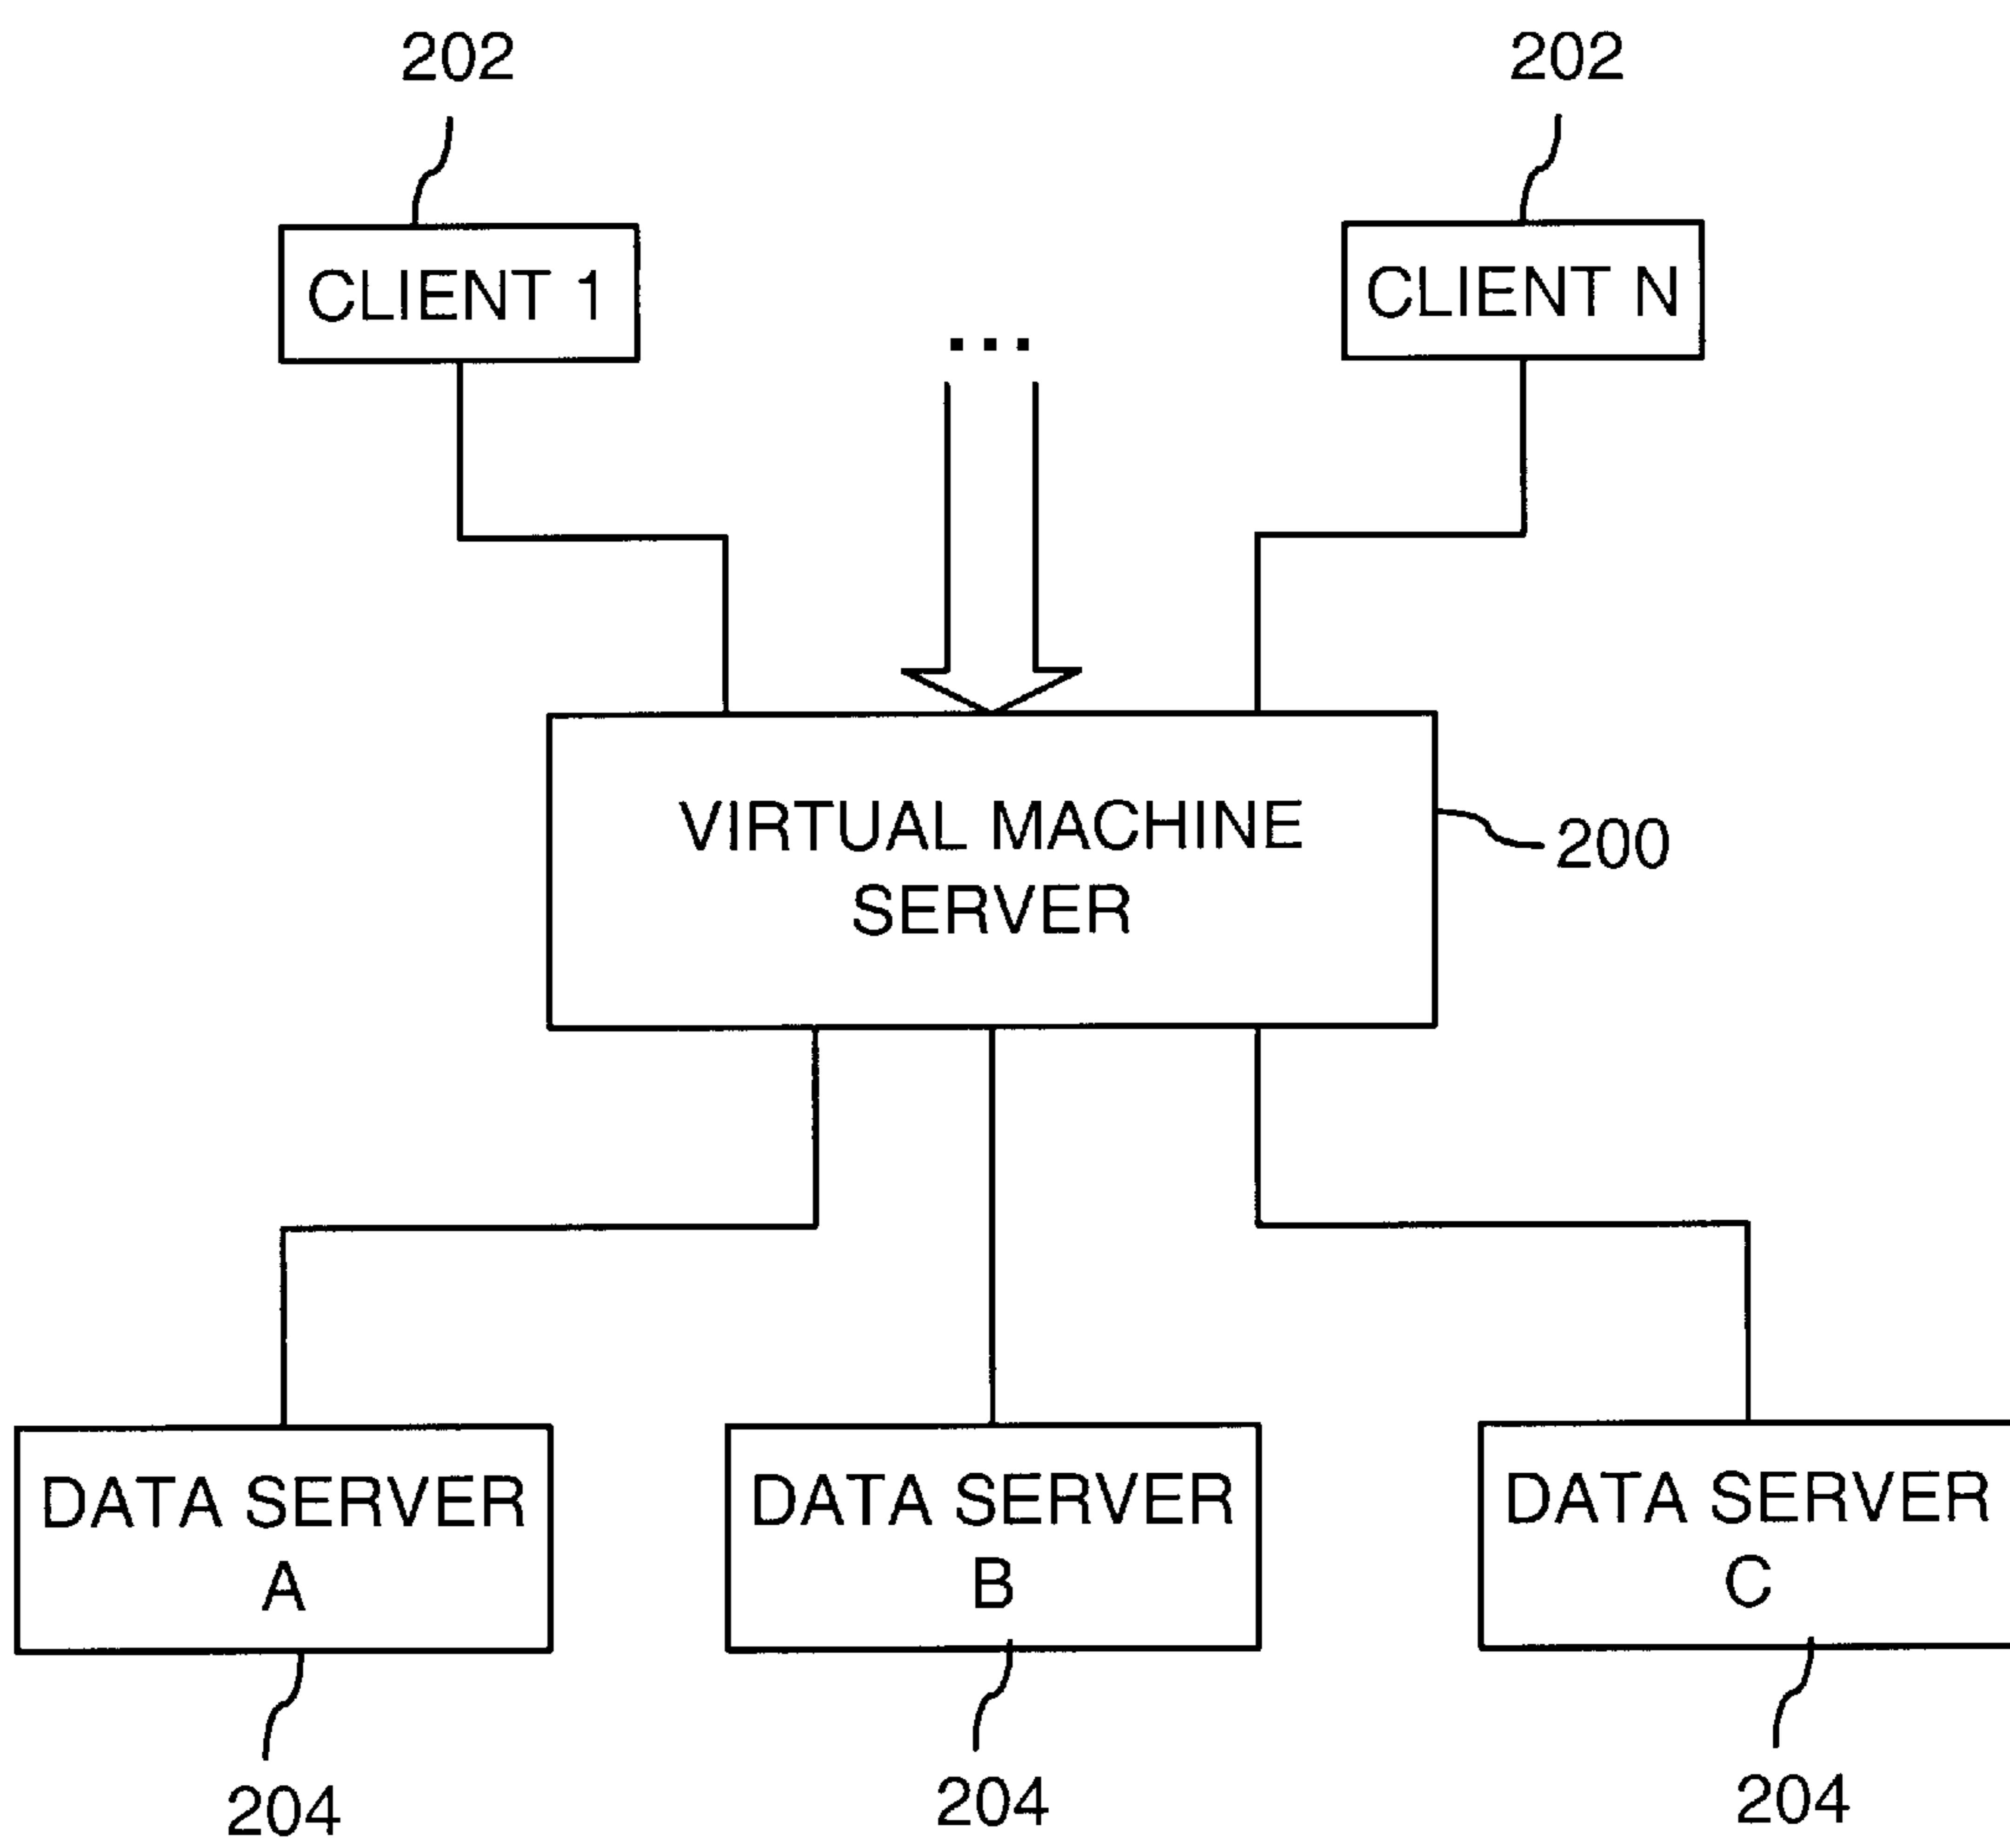 202
202
CLIENT 1
CLIENT N
...
VIRTUAL MACHINE
SERVER
200
DATA SERVER
A
DATA SERVER
B
DATA SERVER
C
204
204
204